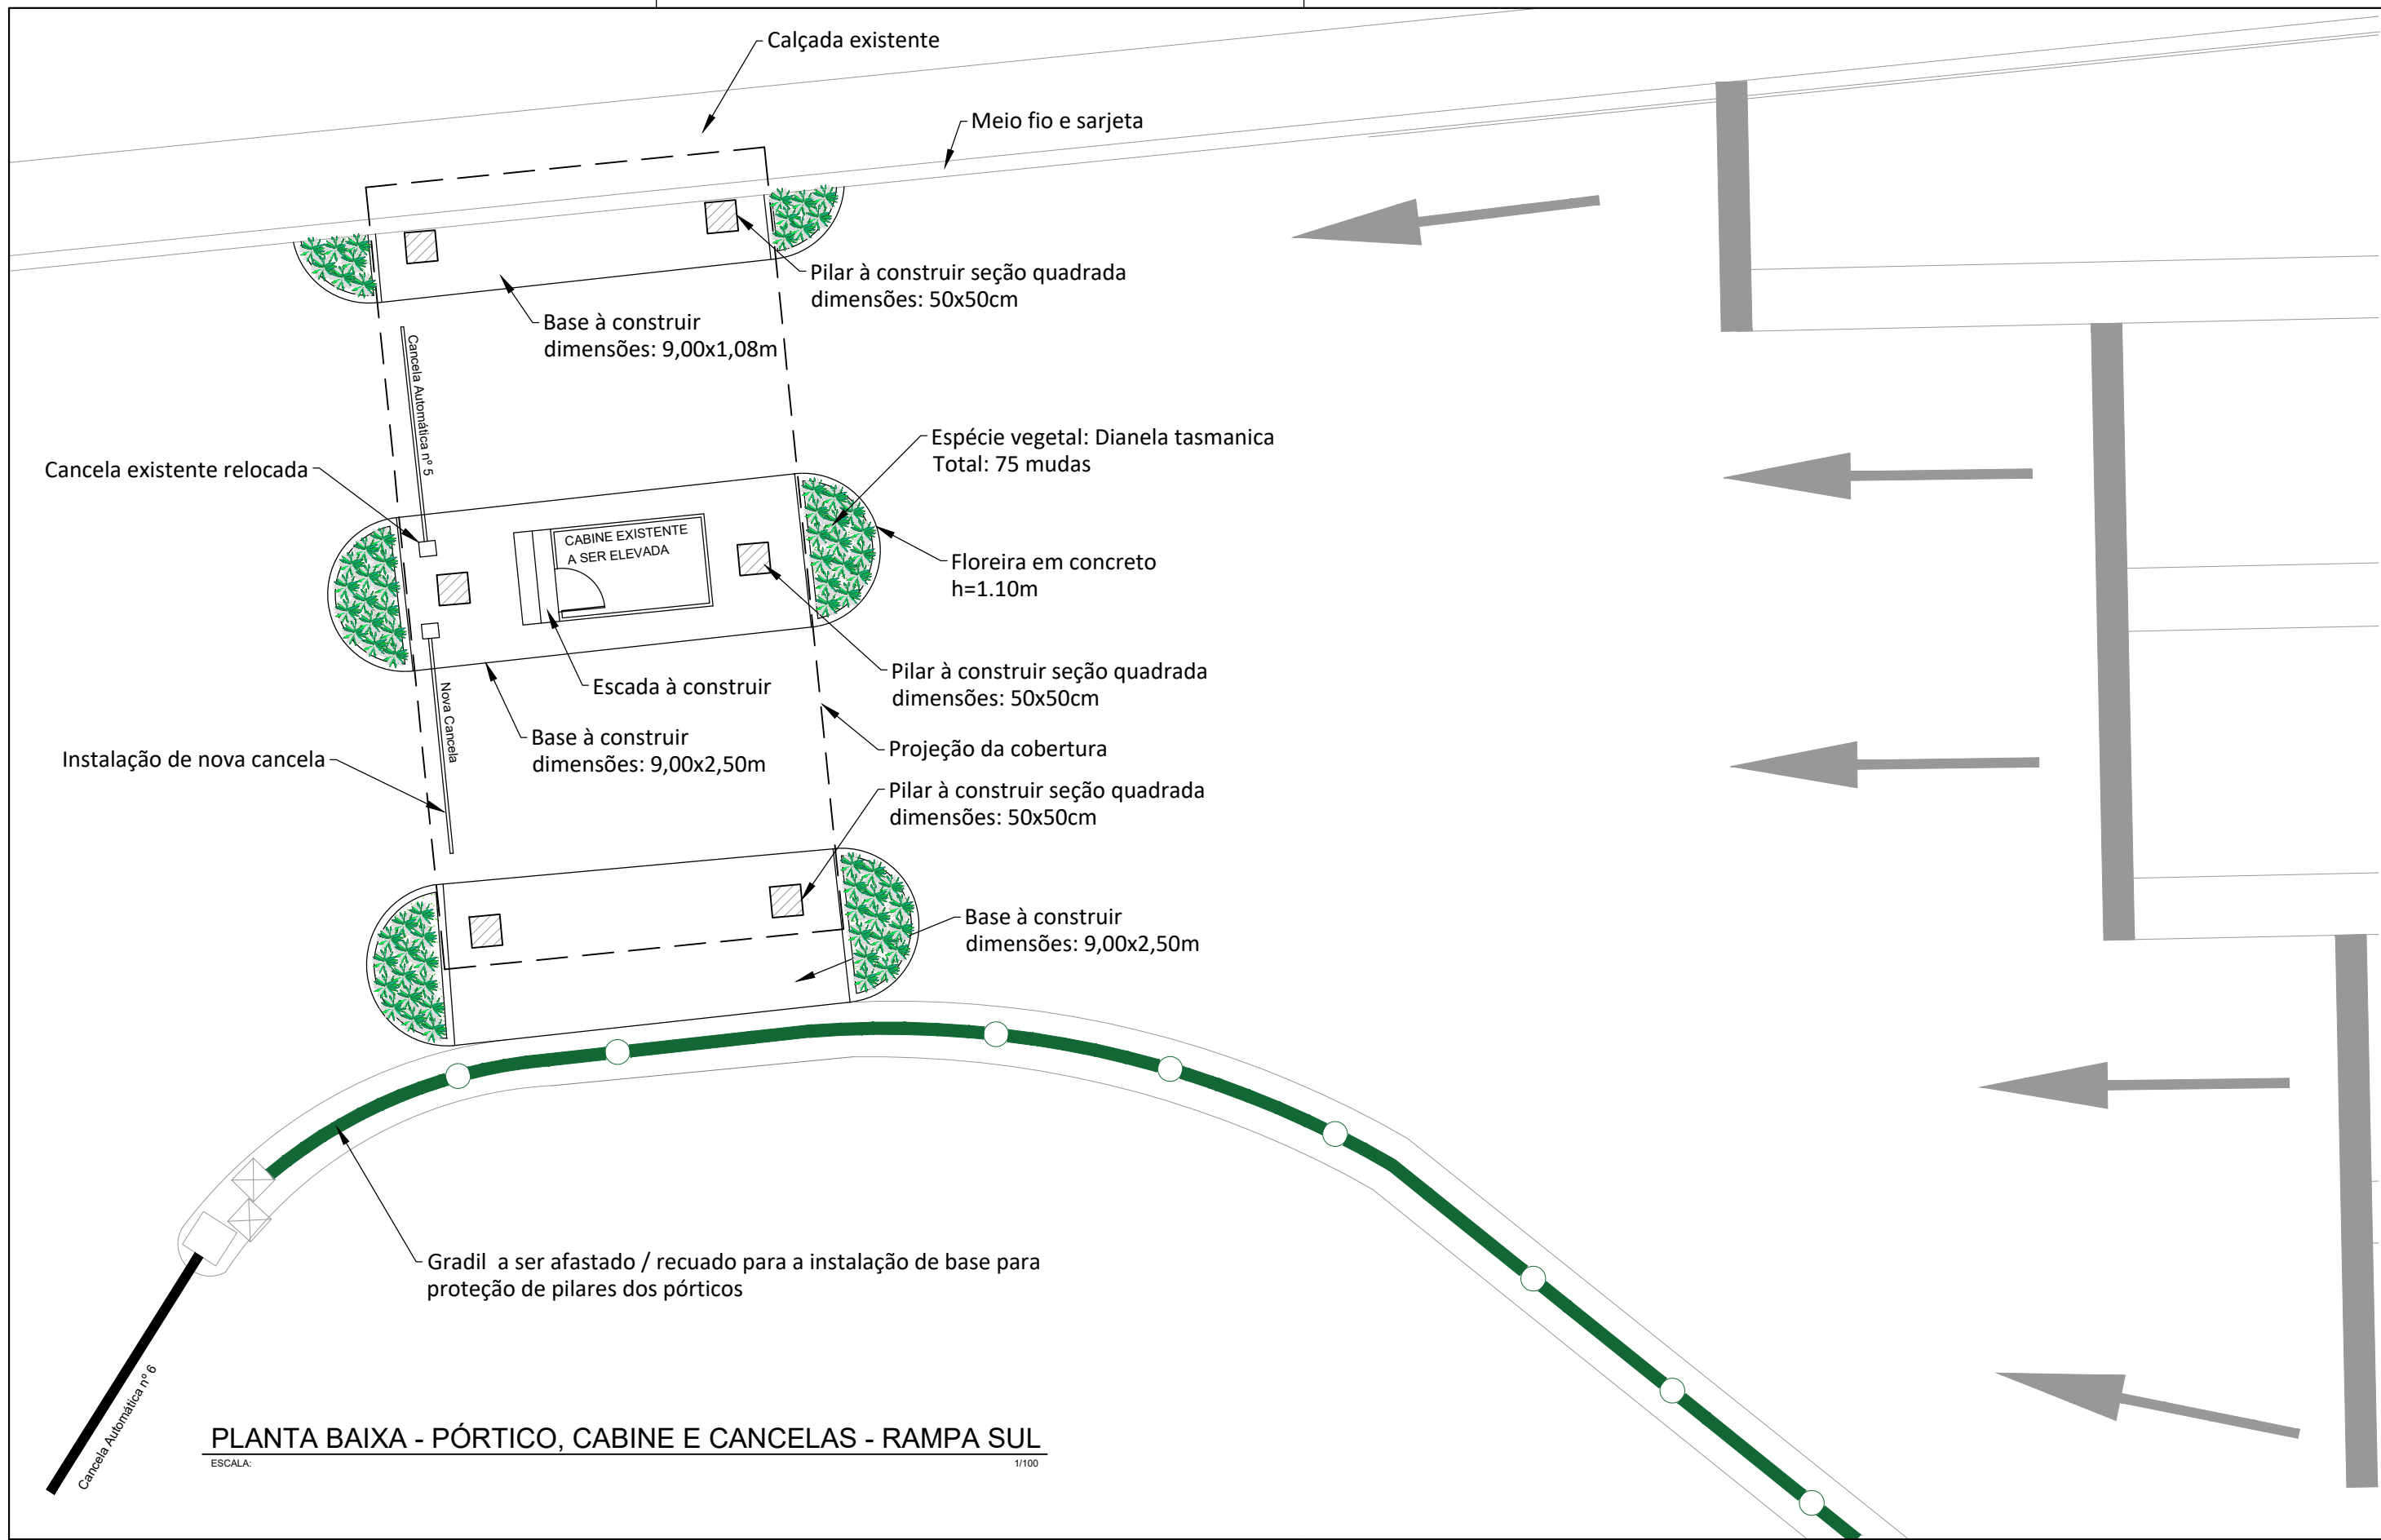 Calçada existente
Meio fio e sarjeta
Pilar à construir seção quadrada
dimensões: 50x50cm
Base à construir
dimensões: 9,00x1,08m
Cancela Automática nº 5
Espécie vegetal: Dianela tasmanica
Total: 75 mudas
Cancela existente relocada
CABINE EXISTENTE
A SER ELEVADA
Floreira em concreto
h=1.10m
Escada à construir
Pilar à construir seção quadrada
dimensões: 50x50cm
Nova Cancela
Base à construir
dimensões: 9,00x2,50m
Projeção da cobertura
Instalação de nova cancela
Pilar à construir seção quadrada
dimensões: 50x50cm
Base à construir
dimensões: 9,00x2,50m
Gradil  a ser afastado / recuado para a instalação de base para
proteção de pilares dos pórticos
Cancela Automática nº 6
PLANTA BAIXA - PÓRTICO, CABINE E CANCELAS - RAMPA SUL
ESCALA: 1/100